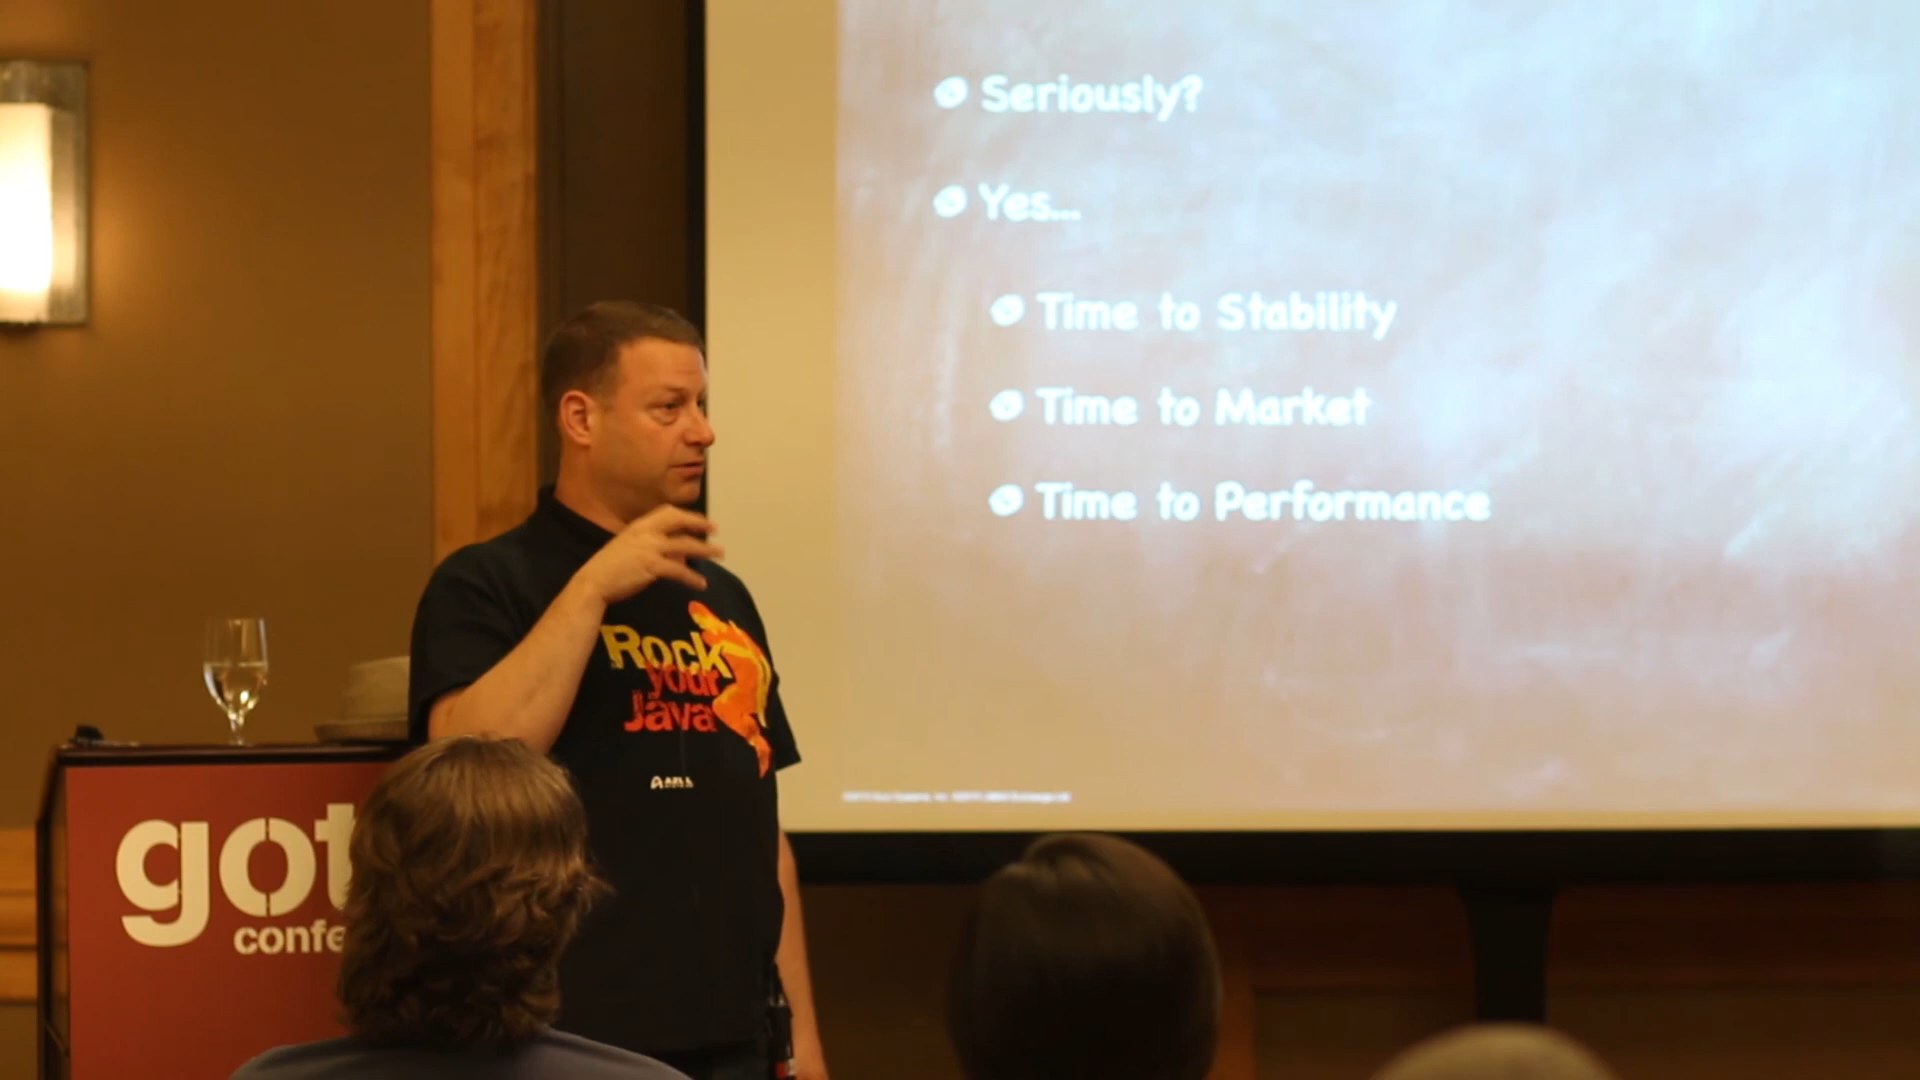 Seriously?
Yes...
Time to Stability
Time to Market
Time to Performance
Rock
your
Java
got
confe